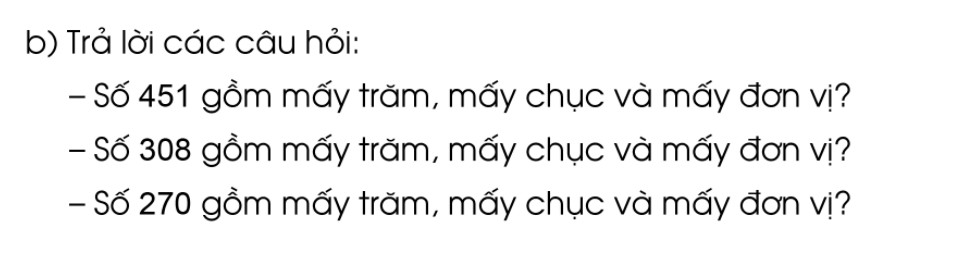 b) Trả lời các câu hỏi:
– Số 451 gồm mấy trăm, mấy chục và mấy đơn vị?
– Số 308 gồm mấy trăm, mấy chục và mấy đơn vị?
– Số 270 gồm mấy trăm, mấy chục và mấy đơn vị?